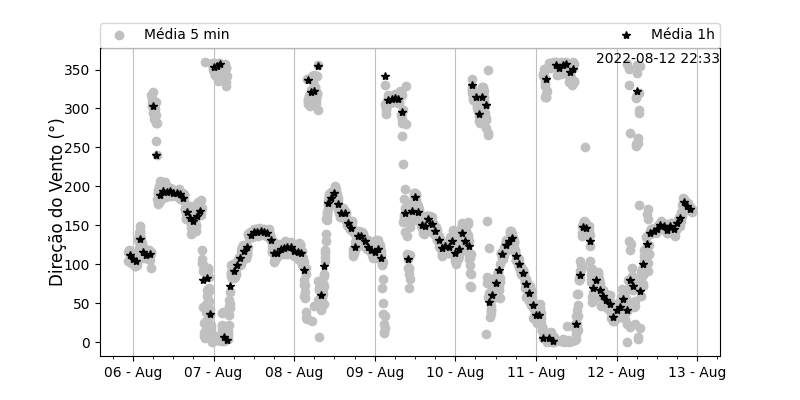 Média 5 min
Média 1h
2022-08-12 22:33
Direção do Vento (°)
350
300
250
200
150
100
50
0
06 - Aug
07 - Aug
08 - Aug
09 - Aug
10 - Aug
11 - Aug
12 - Aug
13 - Aug